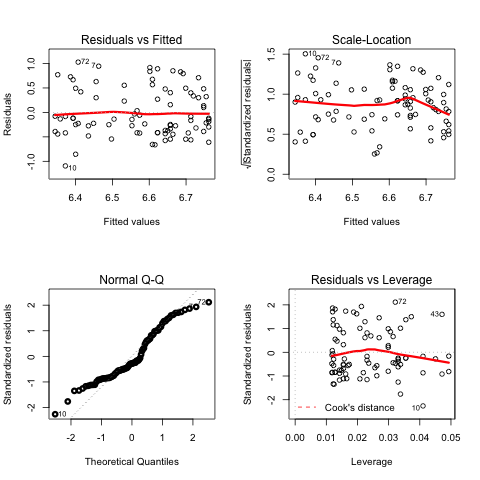 Residuals vs Fitted
Residuals
-1.0 0.0 0.5 1.0
72 7
10
6.4 6.5 6.6 6.7
Fitted values
Scale-Location
√|Standardized residuals|
0.0 0.5 1.0 1.5
10
72 7
6.4 6.5 6.6 6.7
Fitted values
Normal Q-Q
Standardized residuals
-2 -1 0 1 2
72
10
-2 -1 0 1 2
Theoretical Quantiles
Residuals vs Leverage
Standardized residuals
-2 -1 0 1 2
72
43
10
Cook's distance
0.00 0.01 0.02 0.03 0.04 0.05
Leverage